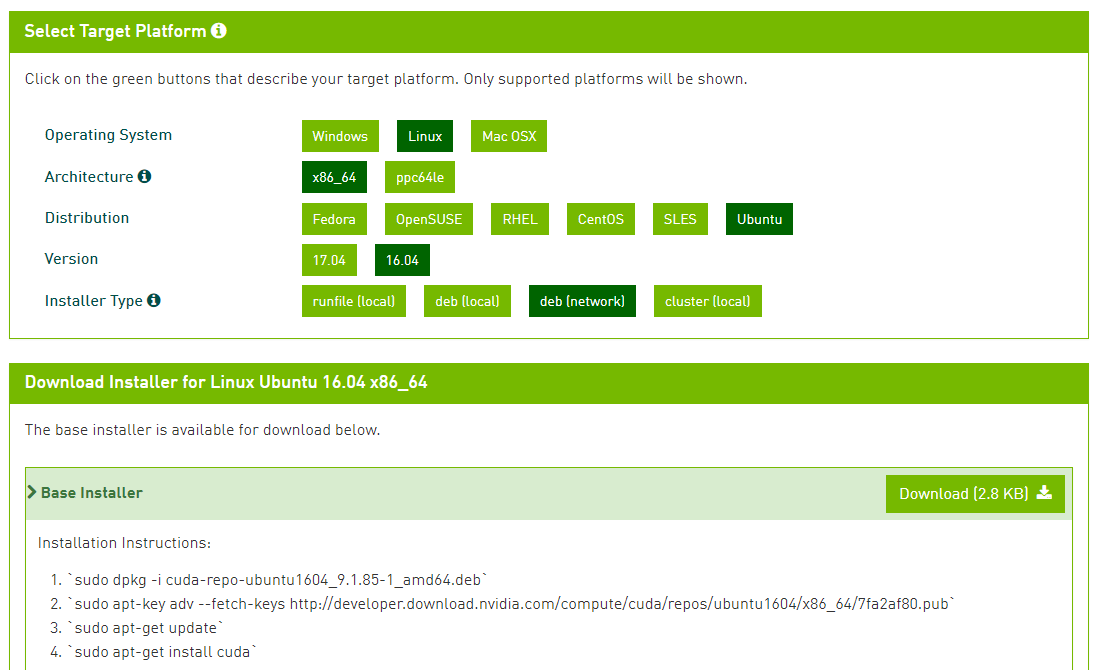 Select Target Platform
Click on the green buttons that describe your target platform. Only supported platforms will be shown.
Operating System Windows Linux Mac OSX
Architecture x86_64 ppc64le
Distribution Fedora OpenSUSE RHEL CentOS SLES Ubuntu
Version 17.04 16.04
Installer Type runfile (local) deb (local) deb (network) cluster (local)
Download Installer for Linux Ubuntu 16.04 x86_64
The base installer is available for download below.
Base Installer Download (2.8 KB)
Installation Instructions:
1. `sudo dpkg -i cuda-repo-ubuntu1604_9.1.85-1_amd64.deb`
2. `sudo apt-key adv --fetch-keys http://developer.download.nvidia.com/compute/cuda/repos/ubuntu1604/x86_64/7fa2af80.pub`
3. `sudo apt-get update`
4. `sudo apt-get install cuda`